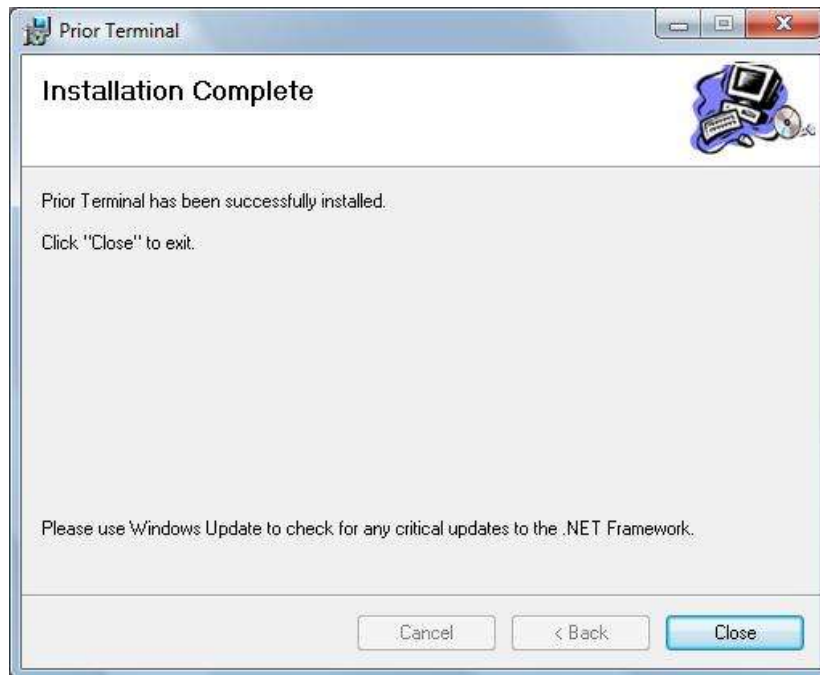 Prior Terminal
Installation Complete
Prior Terminal has been successfully installed.
Click "Close" to exit.
Please use Windows Update to check for any critical updates to the .NET Framework.
Cancel
< Back
Close